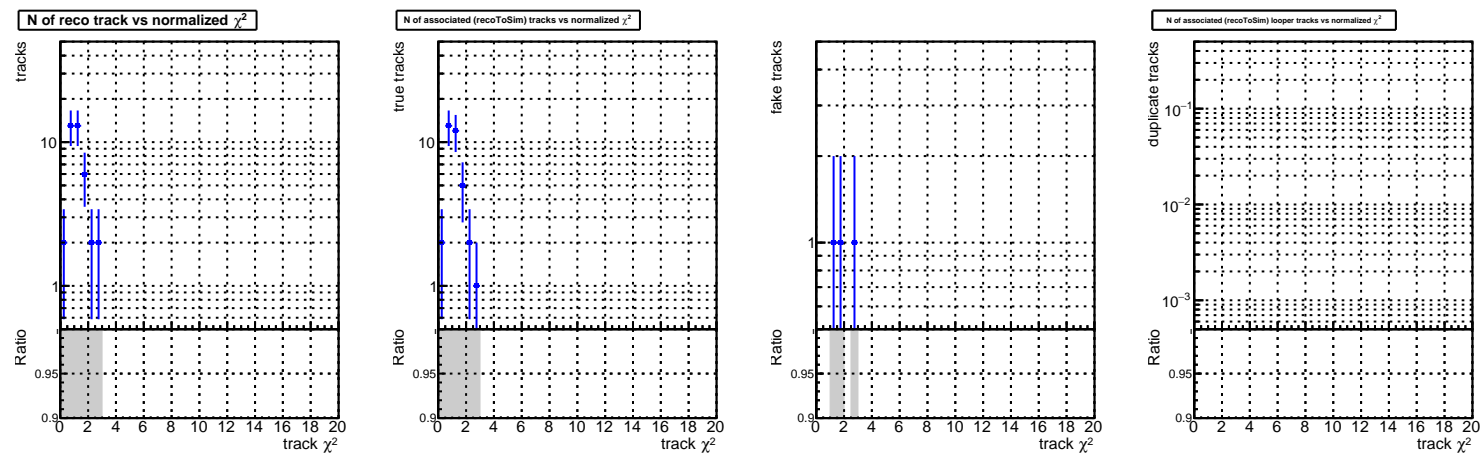 N of reco track vs normalized χ²
tracks
10
1
Ratio
0.95
0.9
0 2 4 6 8 10 12 14 16 18 20
track χ²
N of associated (recoToSim) tracks vs normalized χ²
true tracks
10
1
Ratio
0.95
0.9
0 2 4 6 8 10 12 14 16 18 20
track χ²
fake tracks
1
Ratio
0.95
0.9
0 2 4 6 8 10 12 14 16 18 20
track χ²
N of associated (recoToSim) looper tracks vs normalized χ²
duplicate tracks
10⁻¹
10⁻²
10⁻³
Ratio
0.95
0.9
0 2 4 6 8 10 12 14 16 18 20
track χ²